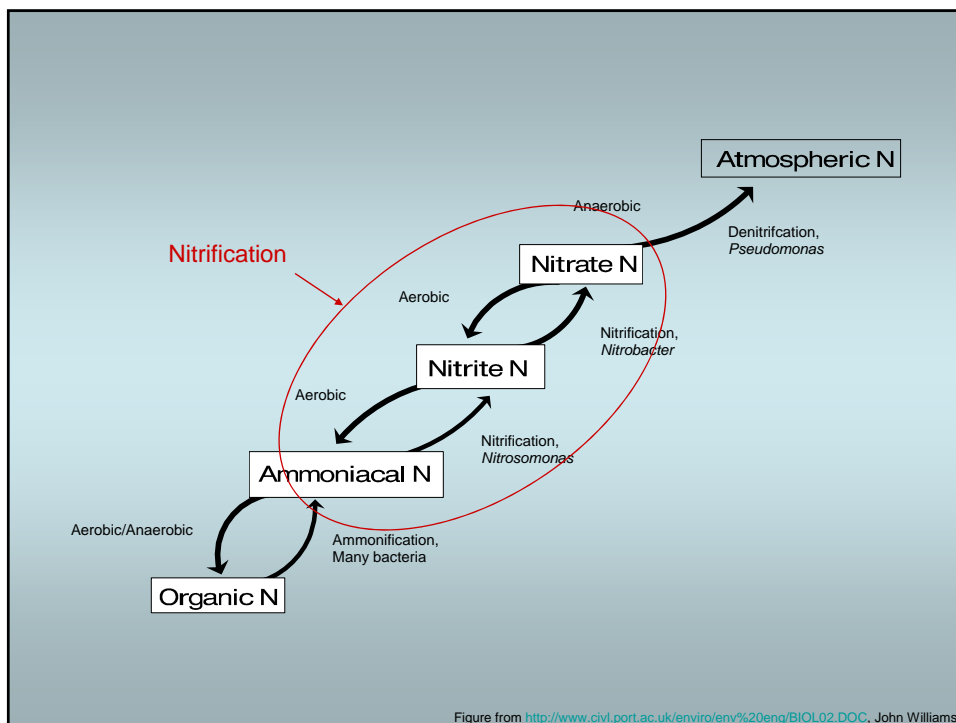 Atmospheric N
Anaerobic
Denitrifcation,
Pseudomonas
Nitrification
Nitrate N
Aerobic
Nitrification,
Nitrobacter
Nitrite N
Aerobic
Nitrification,
Nitrosomonas
Ammoniacal N
Aerobic/Anaerobic
Ammonification,
Many bacteria
Organic N
Figure from http://www.civl.port.ac.uk/enviro/env%20eng/BIOL02.DOC, John Williams